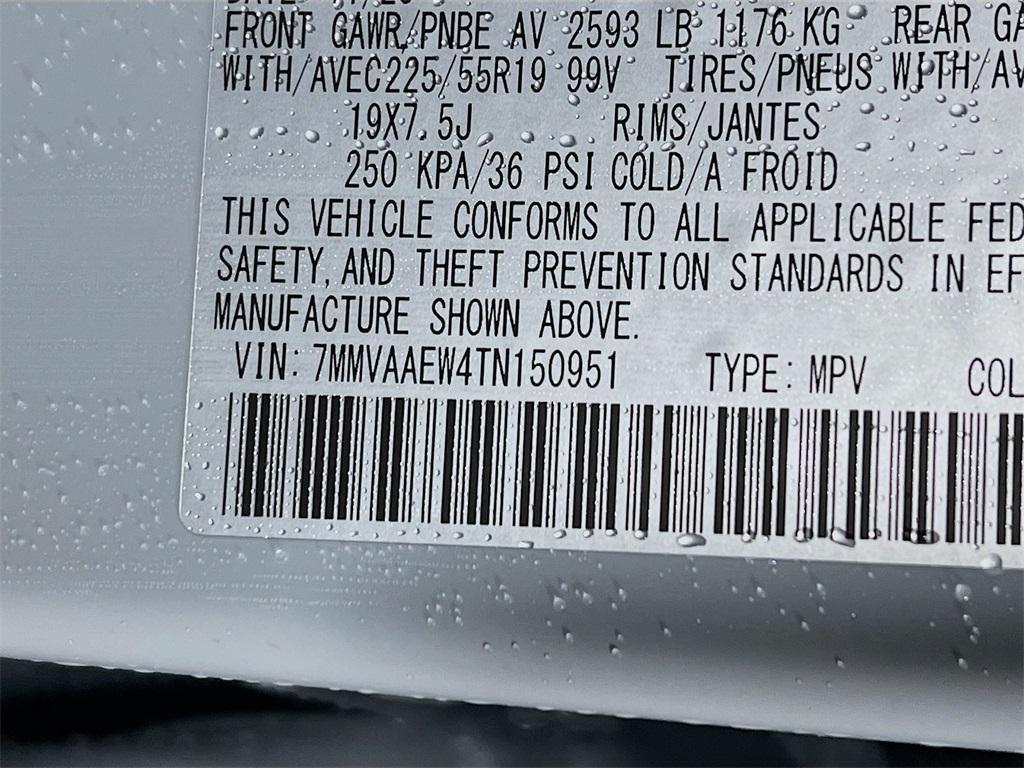 FRONT GAWR/PNBE AV 2593 LB 1176 KG REAR GA
WITH/AVEC225/55R19 99V TIRES/PNEUS WITH/AV
19X7.5J RIMS/JANTES
250 KPA/36 PSI COLD/A FROID
THIS VEHICLE CONFORMS TO ALL APPLICABLE FED
SAFETY,AND THEFT PREVENTION STANDARDS IN EF
MANUFACTURE SHOWN ABOVE.
VIN: 7MMVAAEW4TN150951 TYPE: MPV COL